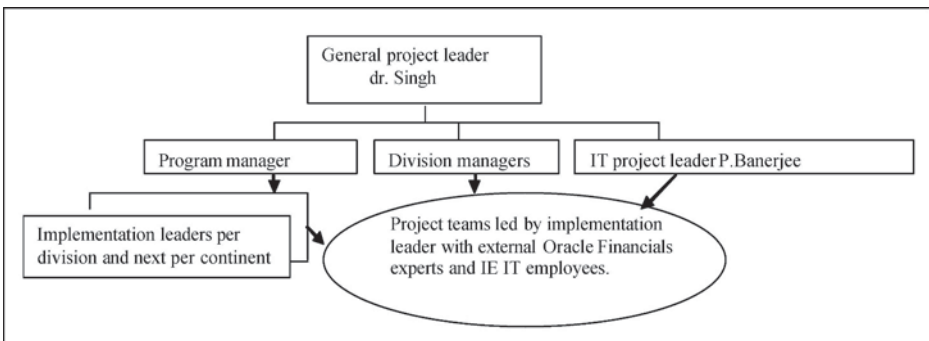 General project leader
dr. Singh
Program manager
Division managers
IT project leader P.Banerjee
Implementation leaders per
division and next per continent
Project teams led by implementation
leader with external Oracle Financials
experts and IE IT employees.